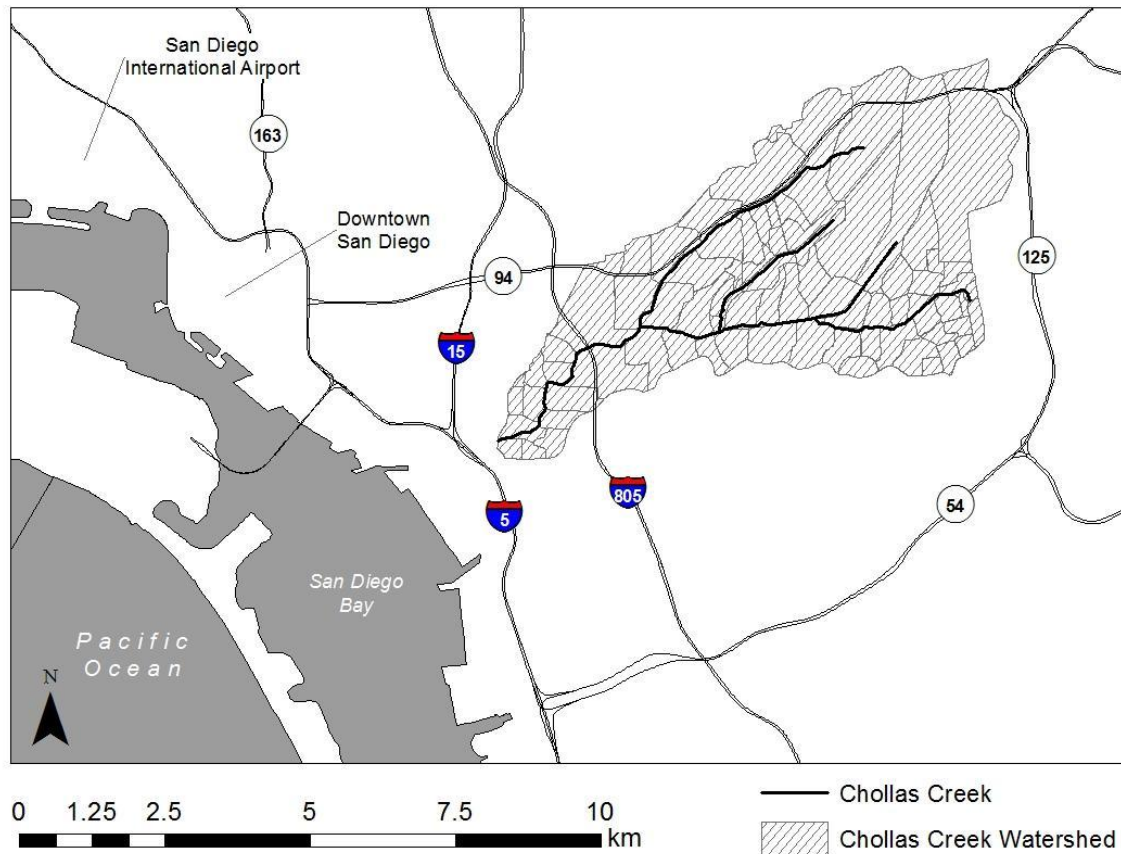 San Diego
International Airport
163
Downtown
San Diego
94
125
15
805
54
5
San Diego
Bay
Pacific
Ocean
N
0 1.25 2.5 5 7.5 10
km
Chollas Creek
Chollas Creek Watershed